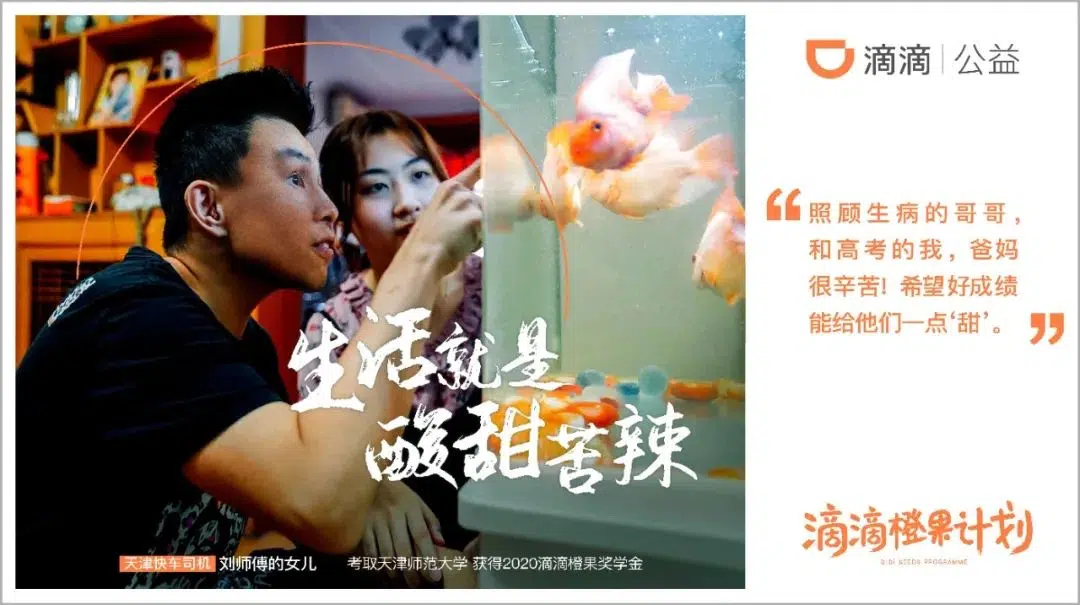 滴滴 公益
“照顾生病的哥哥，
和高考的我，爸妈
很辛苦！希望好成绩
能给他们一点‘甜’。”
生活就是
酸甜苦辣
天津快车司机 刘师傅的女儿 考取天津师范大学 获得2020滴滴橙果奖学金
滴滴橙果计划
DIDI SEEDS PROGRAMME